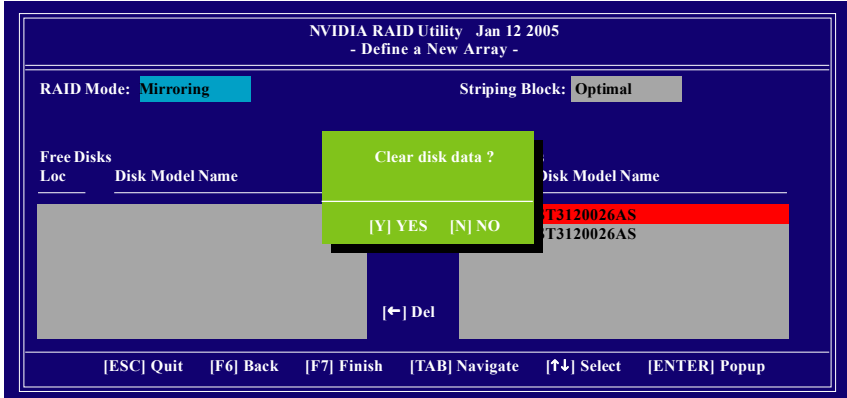 NVIDIA RAID Utility Jan 12 2005
- Define a New Array -
RAID Mode: Mirroring Striping Block: Optimal
Clear disk data ?
[Y] YES [N] NO
Free Disks
Loc Disk Model Name
Disk Model Name
ST3120026AS
ST3120026AS
[←] Del
[ESC] Quit [F6] Back [F7] Finish [TAB] Navigate [↑↓] Select [ENTER] Popup